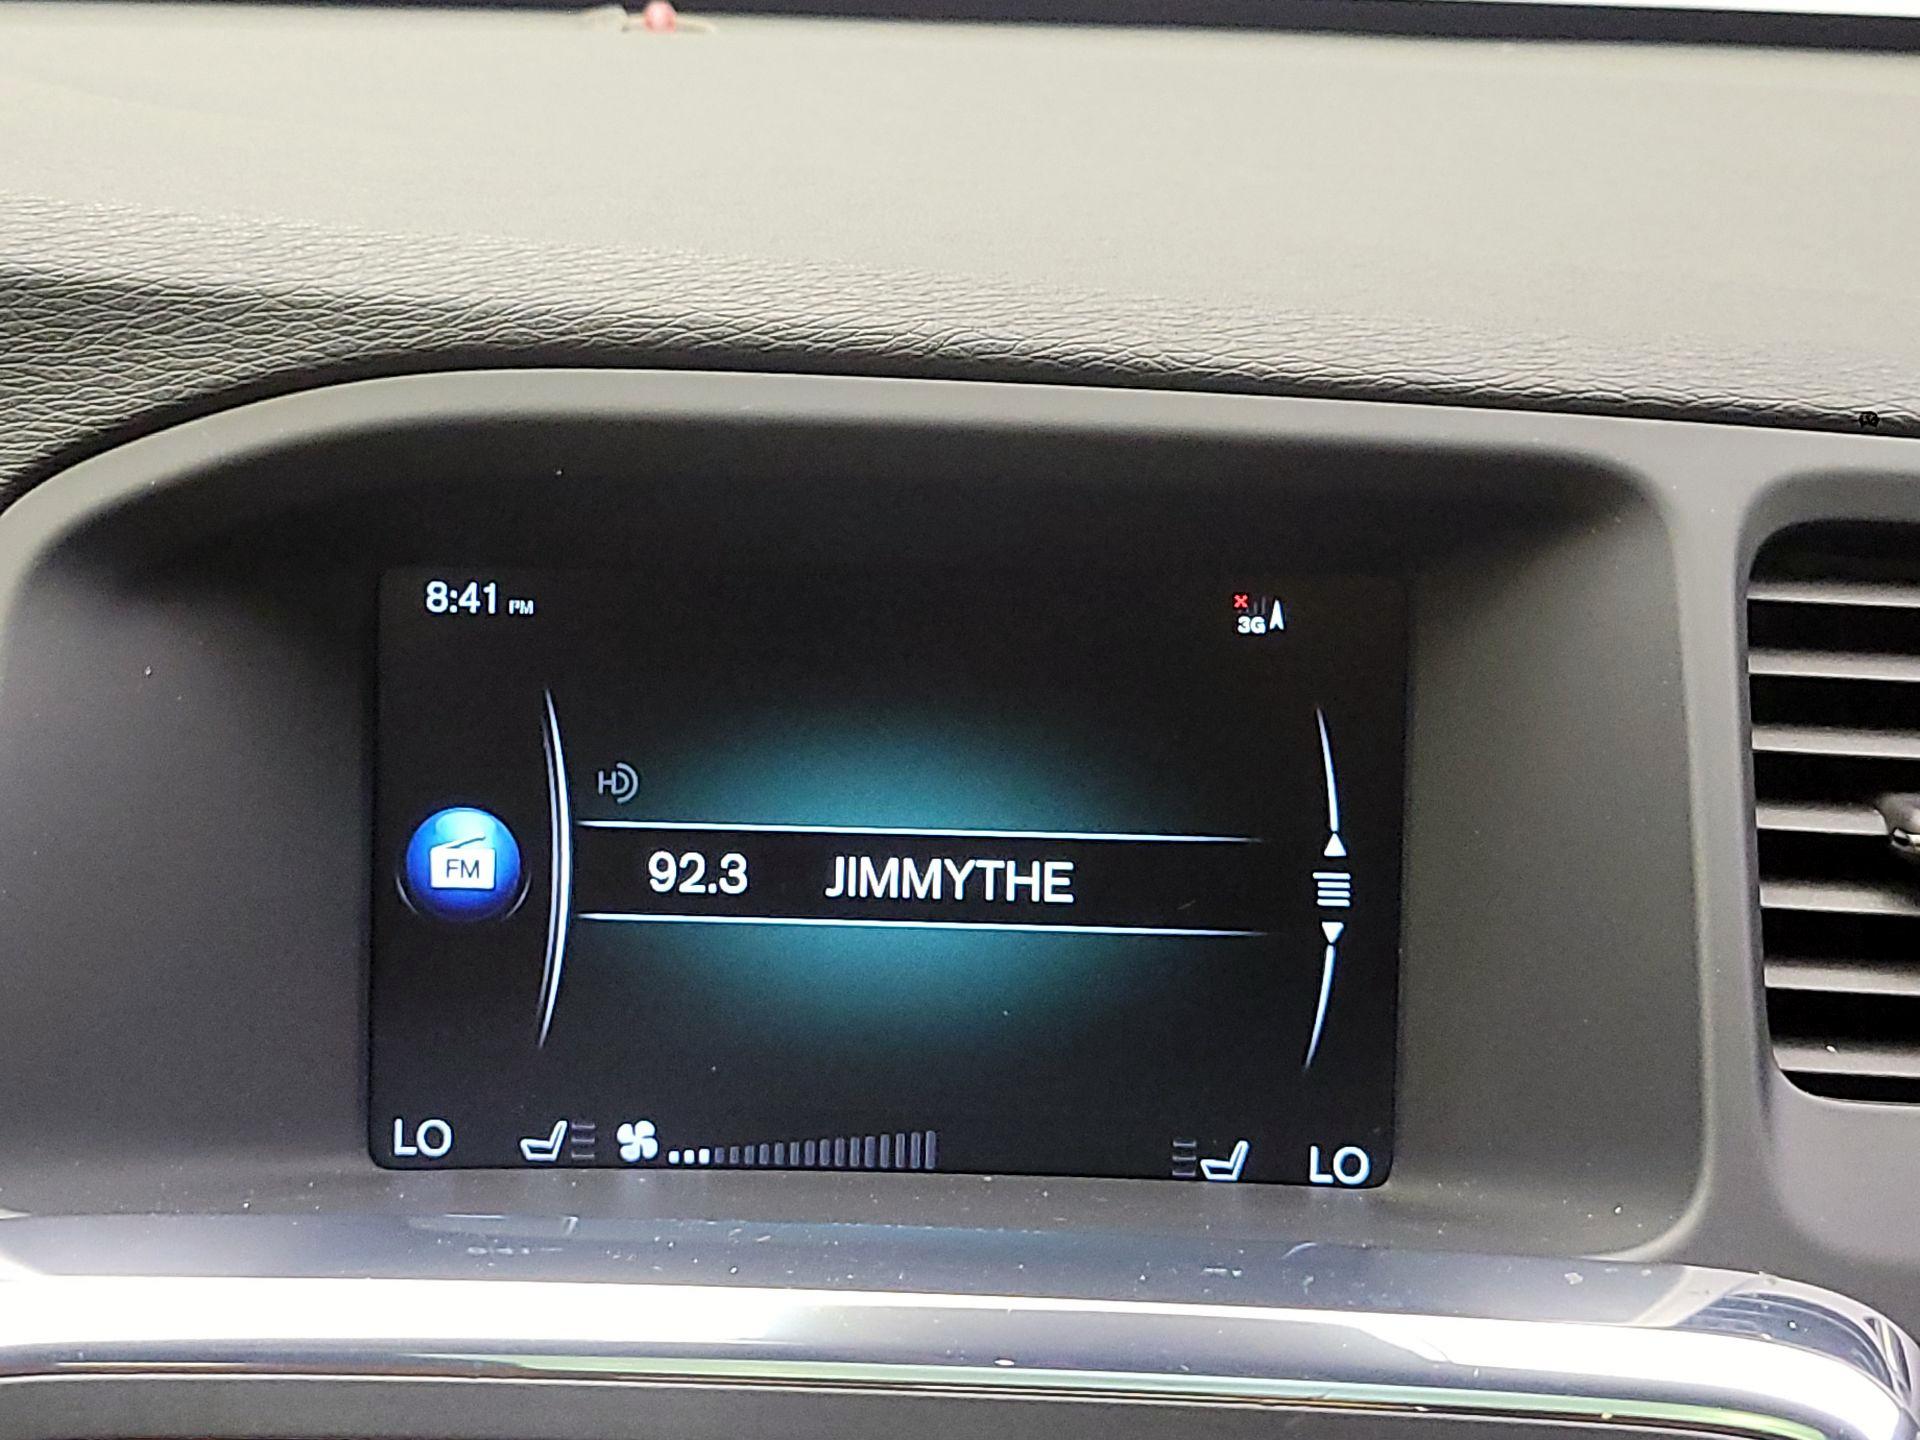 8:41 PM
3G
HD
FM
92.3 JIMMYTHE
LO LO